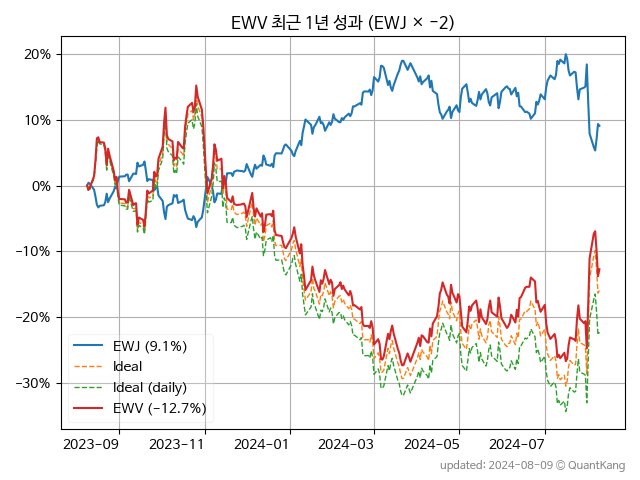 EWV 최근 1년 성과 (EWJ × −2)
20%
10%
0%
−10%
−20%
−30%
EWJ (9.1%)
Ideal
Ideal (daily)
EWV (−12.7%)
2023-09 2023-11 2024-01 2024-03 2024-05 2024-07
updated: 2024-08-09 © QuantKang